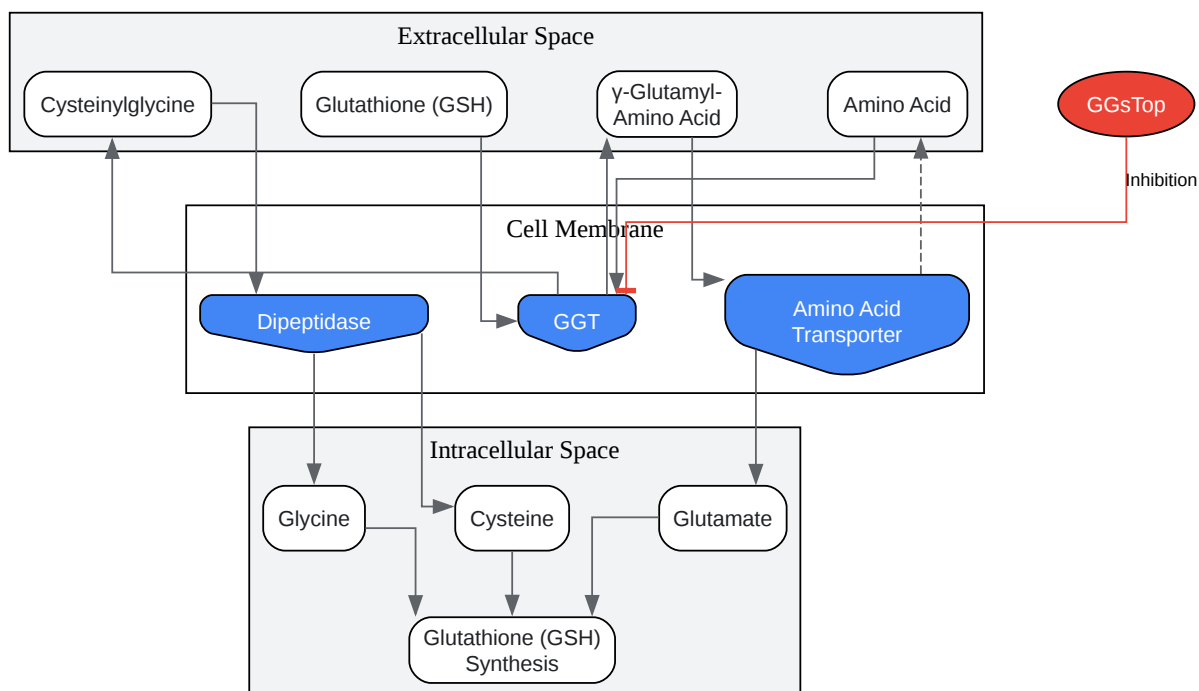 Extracellular Space
Cysteinylglycine
Glutathione (GSH)
γ-Glutamyl-
Amino Acid
Amino Acid
GGsTop
Inhibition
Cell Membrane
Dipeptidase
GGT
Amino Acid
Transporter
Intracellular Space
Glycine
Cysteine
Glutamate
Glutathione (GSH)
Synthesis